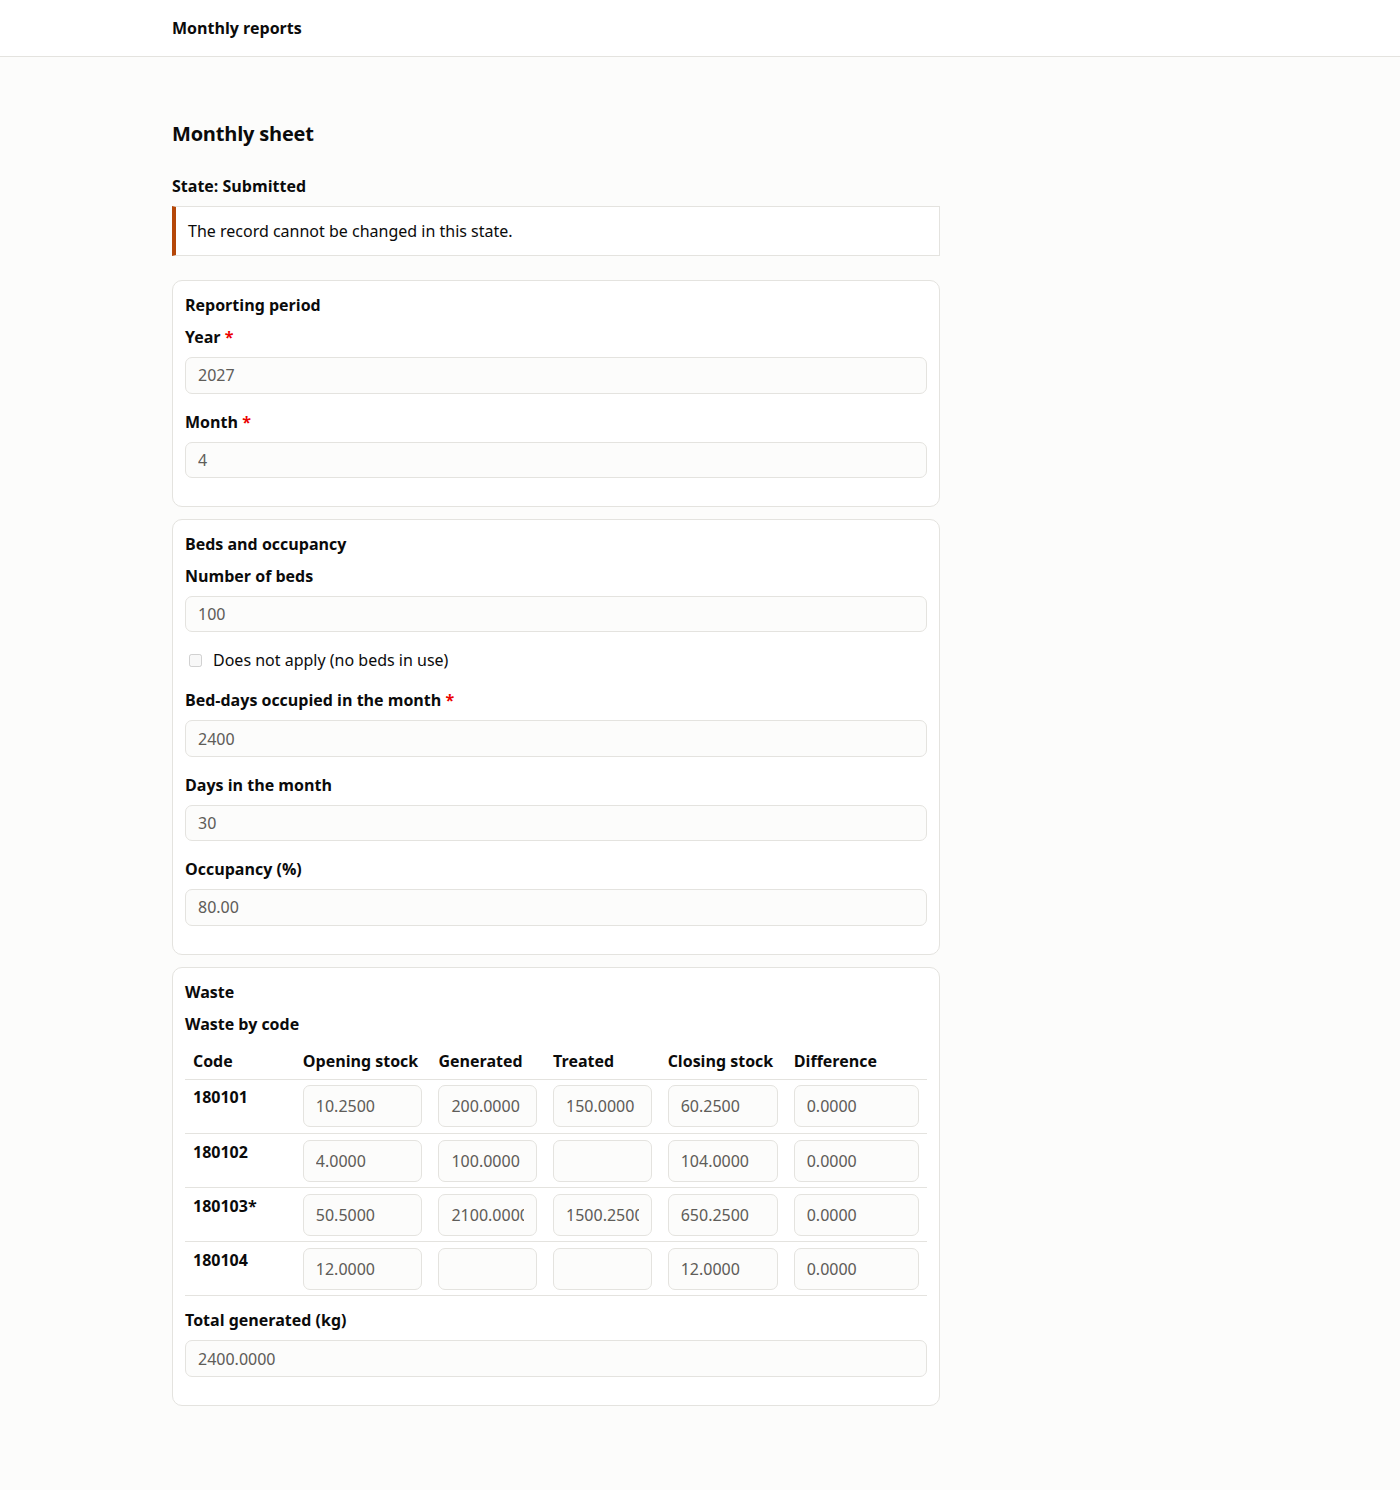 Monthly reports
Monthly sheet
State: Submitted
The record cannot be changed in this state.
Reporting period
Year *
2027
Month *
4
Beds and occupancy
Number of beds
100
Does not apply (no beds in use)
Bed-days occupied in the month *
2400
Days in the month
30
Occupancy (%)
80.00
Waste
Waste by code
Code Opening stock Generated Treated Closing stock Difference
180101 10.2500 200.0000 150.0000 60.2500 0.0000
180102 4.0000 100.0000 104.0000 0.0000
180103* 50.5000 2100.0000 1500.2500 650.2500 0.0000
180104 12.0000 12.0000 0.0000
Total generated (kg)
2400.0000